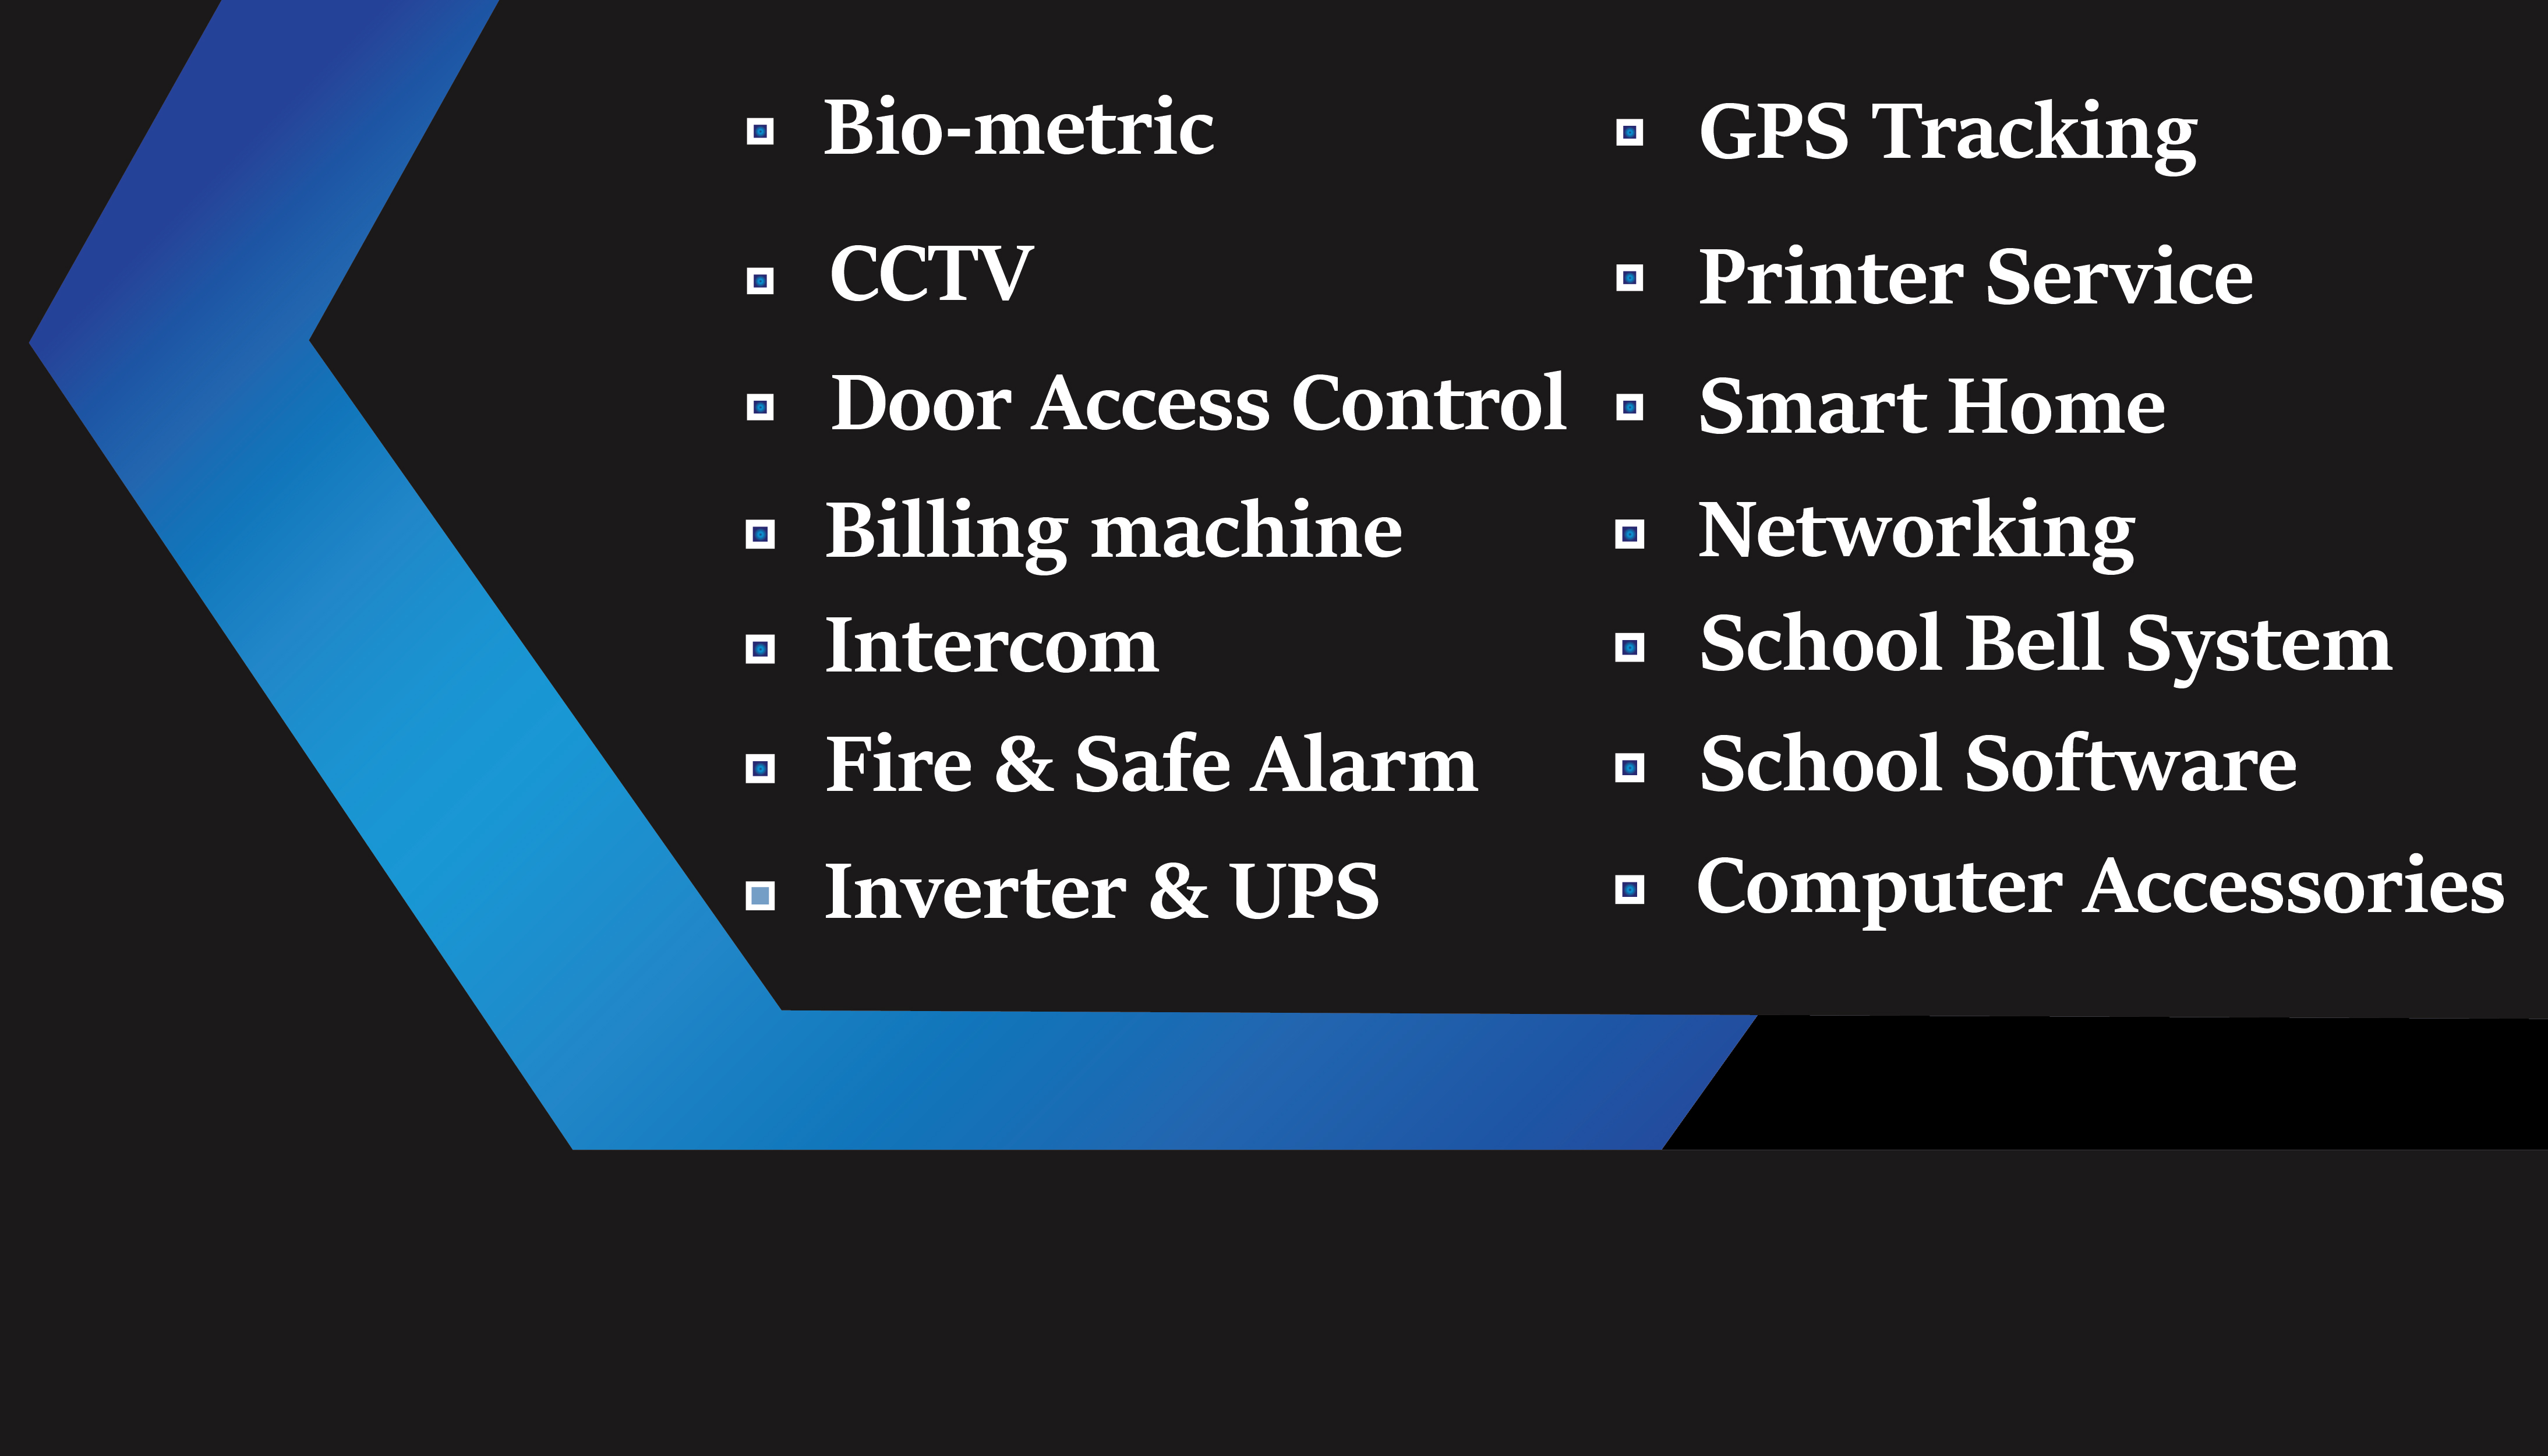 Bio-metric
CCTV
Door Access Control
Billing machine
Intercom
Fire & Safe Alarm
Inverter & UPS
GPS Tracking
Printer Service
Smart Home
Networking
School Bell System
School Software
Computer Accessories